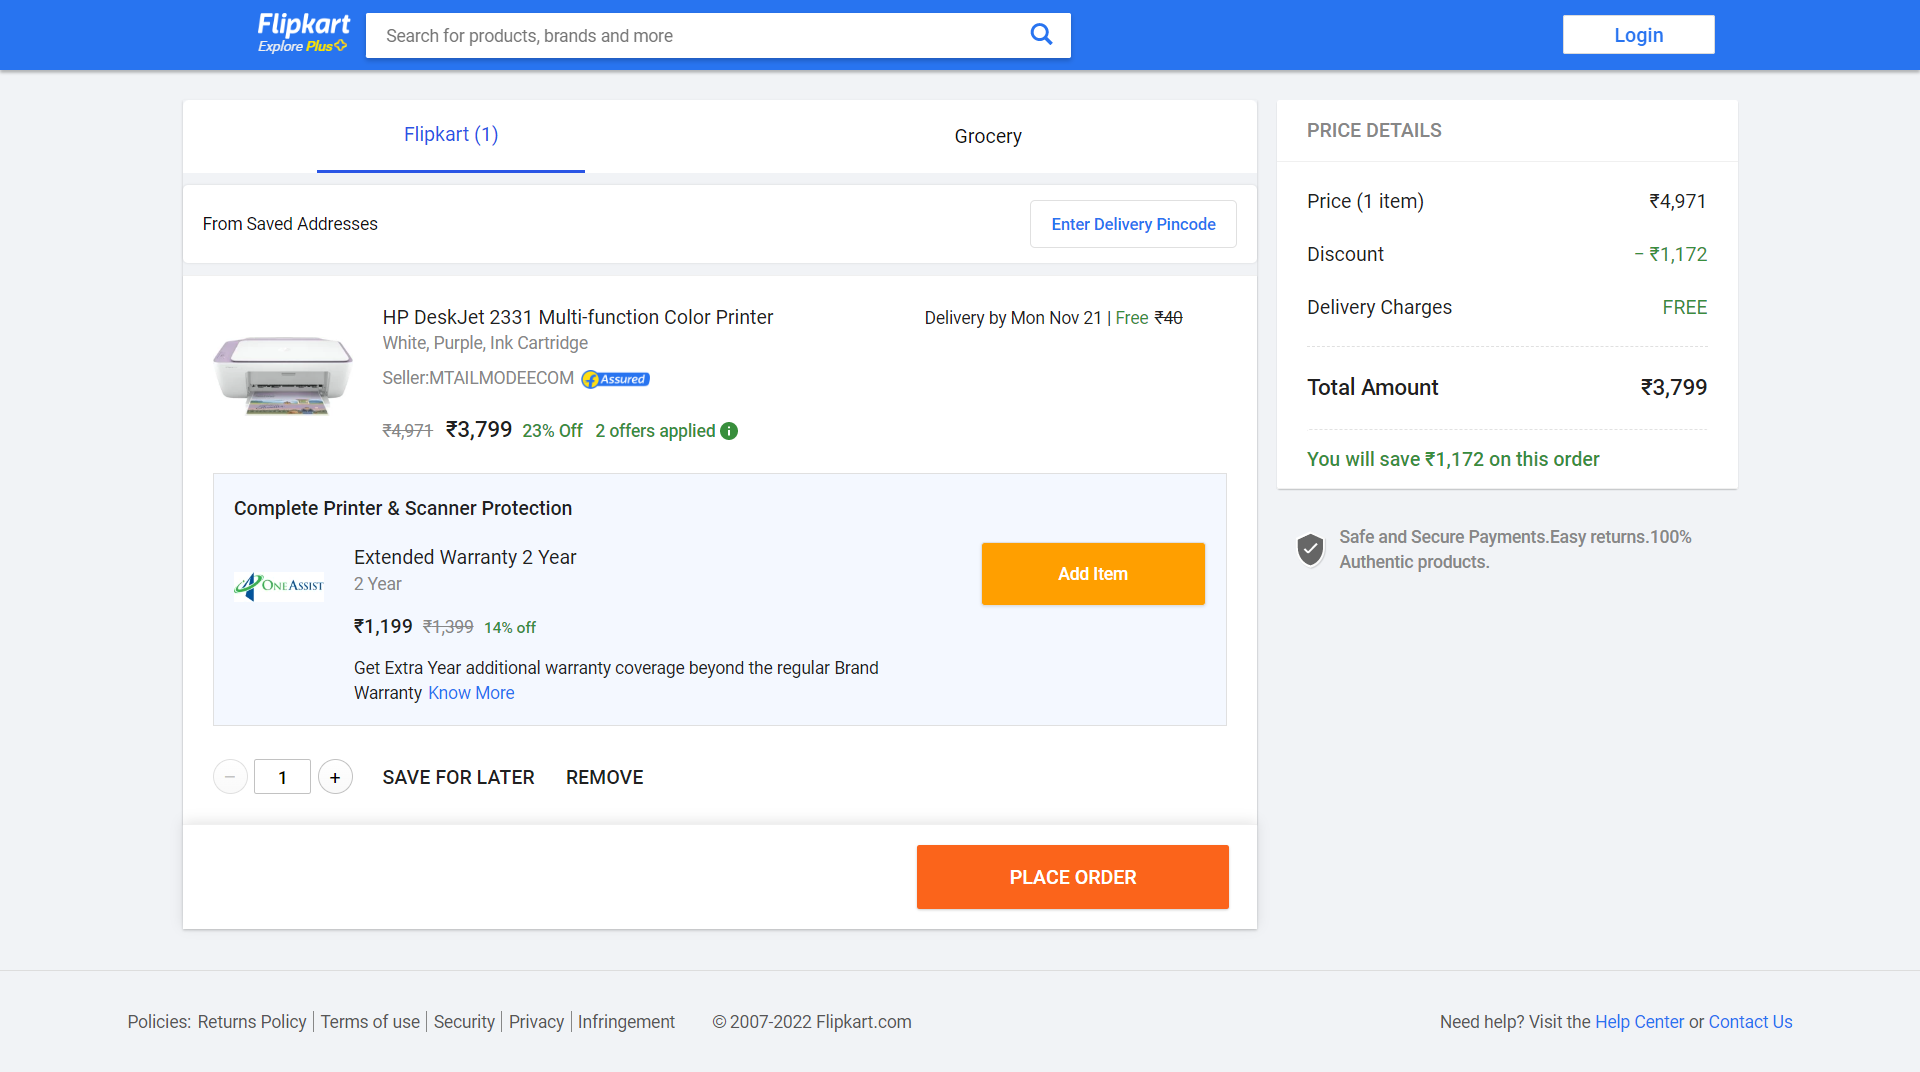 Flipkart
Explore Plus
Search for products, brands and more
Login
Flipkart (1)
Grocery
From Saved Addresses
Enter Delivery Pincode
HP DeskJet 2331 Multi-function Color Printer
White, Purple, Ink Cartridge
Seller:MTAILMODEECOM
Assured
₹4,971 ₹3,799 23% Off 2 offers applied
Delivery by Mon Nov 21 | Free ₹40
Complete Printer & Scanner Protection
ONEASSIST
Extended Warranty 2 Year
2 Year
₹1,199 ₹1,399 14% off
Get Extra Year additional warranty coverage beyond the regular Brand
Warranty Know More
Add Item
− 1 +
SAVE FOR LATER
REMOVE
PLACE ORDER
PRICE DETAILS
Price (1 item) ₹4,971
Discount − ₹1,172
Delivery Charges FREE
Total Amount ₹3,799
You will save ₹1,172 on this order
Safe and Secure Payments.Easy returns.100%
Authentic products.
Policies: Returns Policy | Terms of use | Security | Privacy | Infringement
© 2007-2022 Flipkart.com
Need help? Visit the Help Center or Contact Us